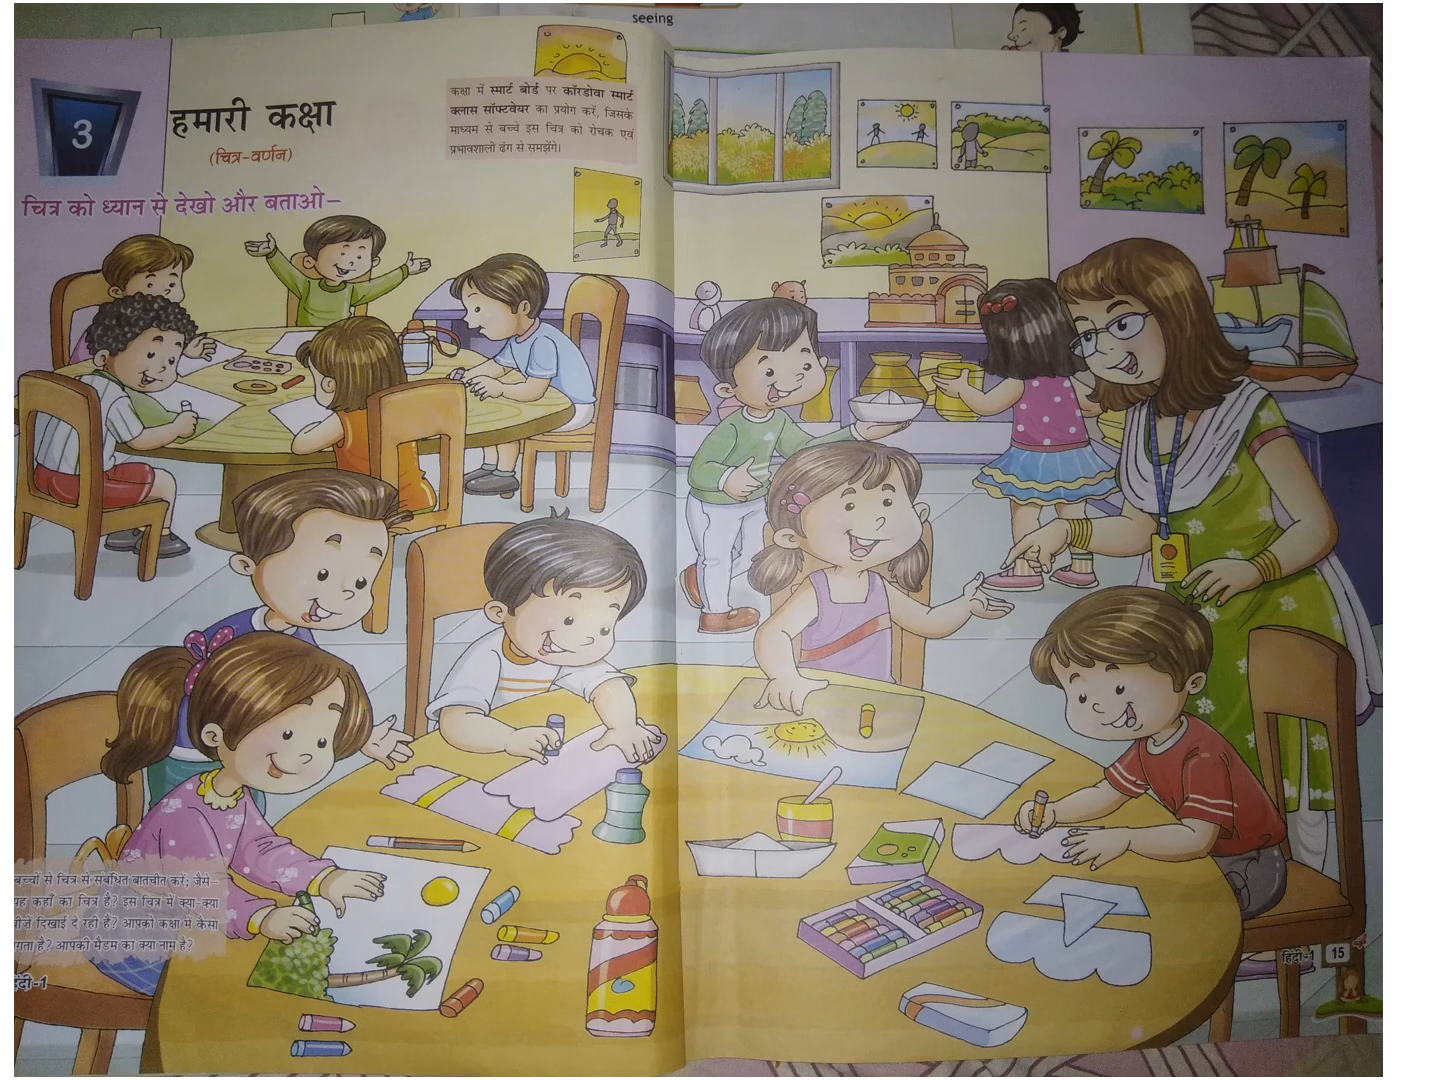 seeing
3
हमारी कक्षा
(चित्र-वर्णन)
कक्षा में स्मार्ट बोर्ड पर कॉरडोवा स्मार्ट
क्लास सॉफ्टवेयर का प्रयोग करें, जिसके
माध्यम से बच्चे इस चित्र को रोचक एवं
प्रभावशाली ढंग से समझेंगे।
चित्र को ध्यान से देखो और बताओ–
बच्चों से चित्र से संबंधित बातचीत करें; जैसे–
यह कहाँ का चित्र है? इस चित्र में क्या-क्या
चीज़ें दिखाई दे रही हैं? आपकी कक्षा में कैसा
लगता है? आपकी मैडम का क्या नाम है?
हिंदी-1
हिंदी-1 15